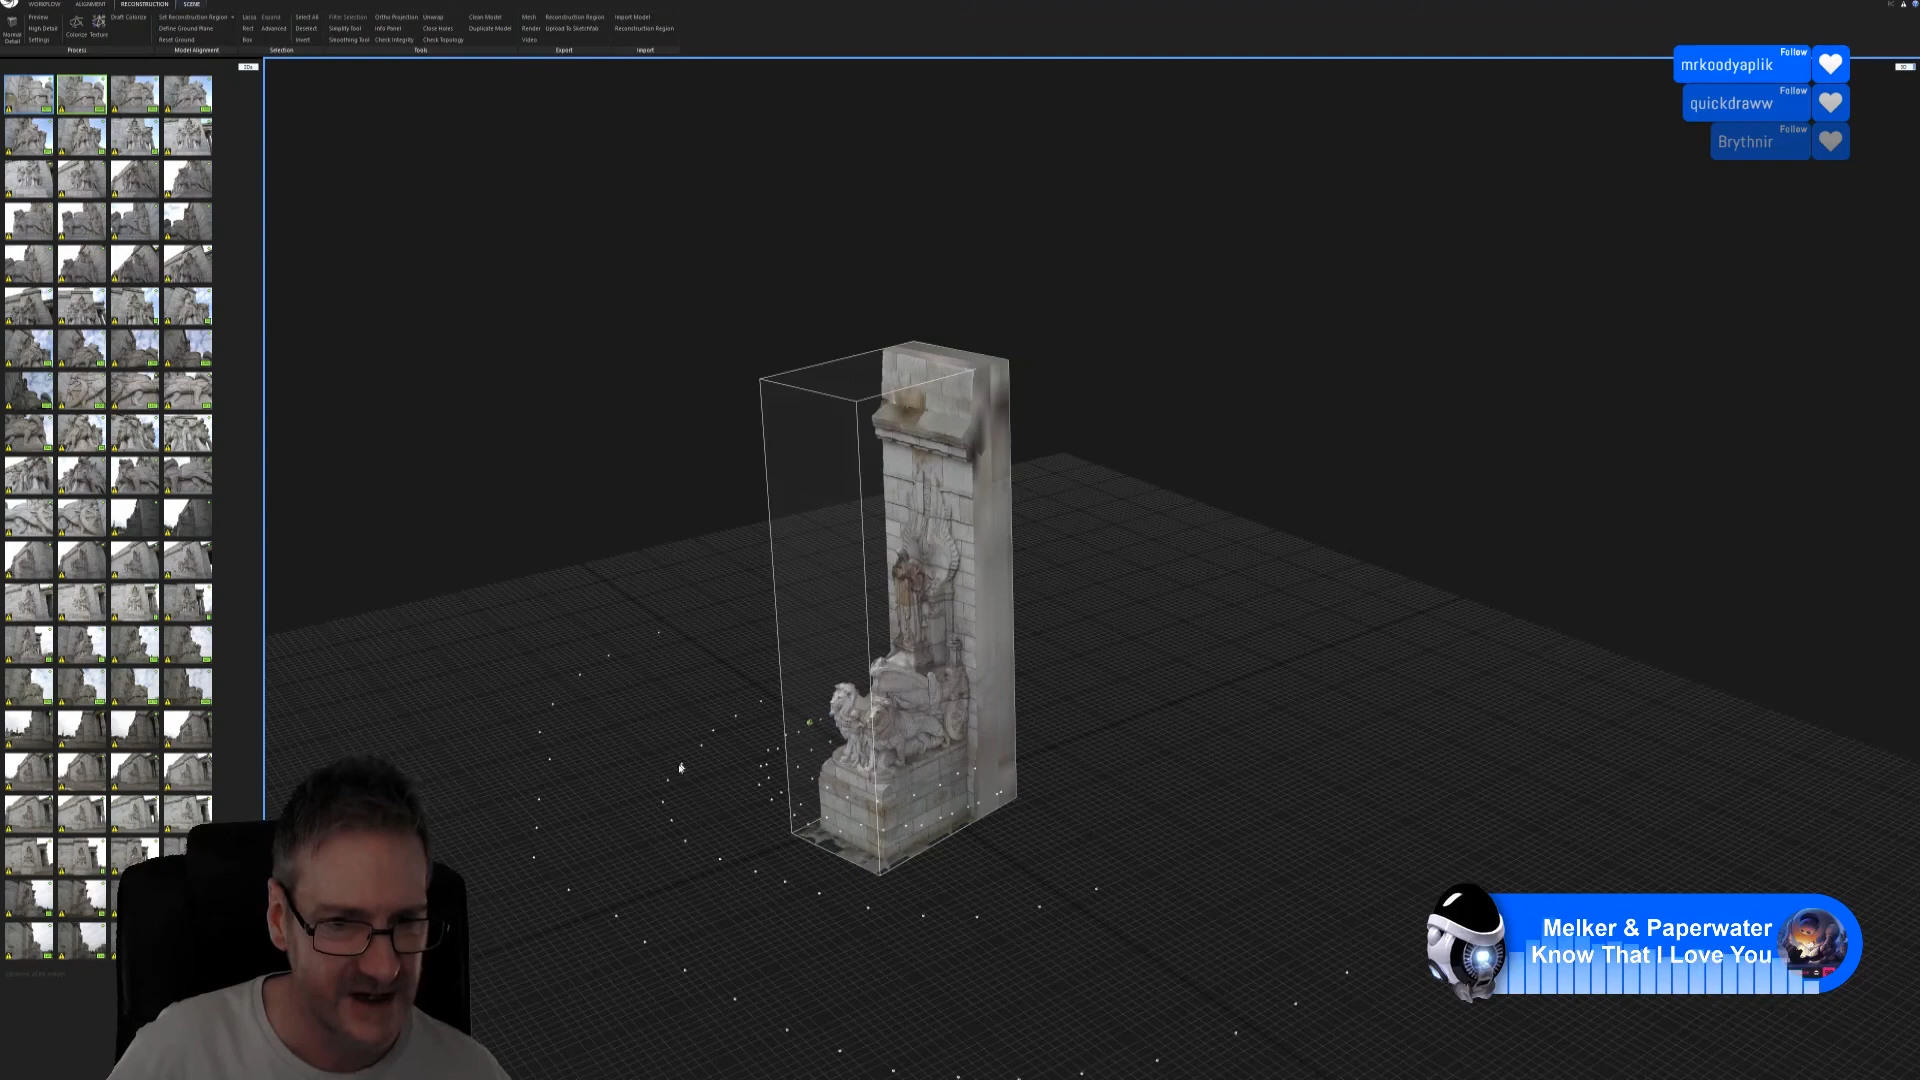 WORKFLOW ALIGNMENT RECONSTRUCTION SCENE
Normal Detail
Preview
High Detail
Settings
Colorize Texture
Draft Colorize
Process
Set Reconstruction Region
Define Ground Plane
Reset Ground
Model Alignment
Lasso Expand
Rect Advanced
Box
Select All
Deselect
Invert
Selection
Filter Selection Ortho Projection Unwrap Clean Model
Simplify Tool Info Panel Close Holes Duplicate Model
Smoothing Tool Check Integrity Check Topology
Tools
Mesh Reconstruction Region
Render Upload To Sketchfab
Video
Export
Import Model
Reconstruction Region
Import
2Ds
3D
Follow
mrkoodyaplik
Follow
quickdraww
Follow
Brythnir
Melker & Paperwater
Know That I Love You